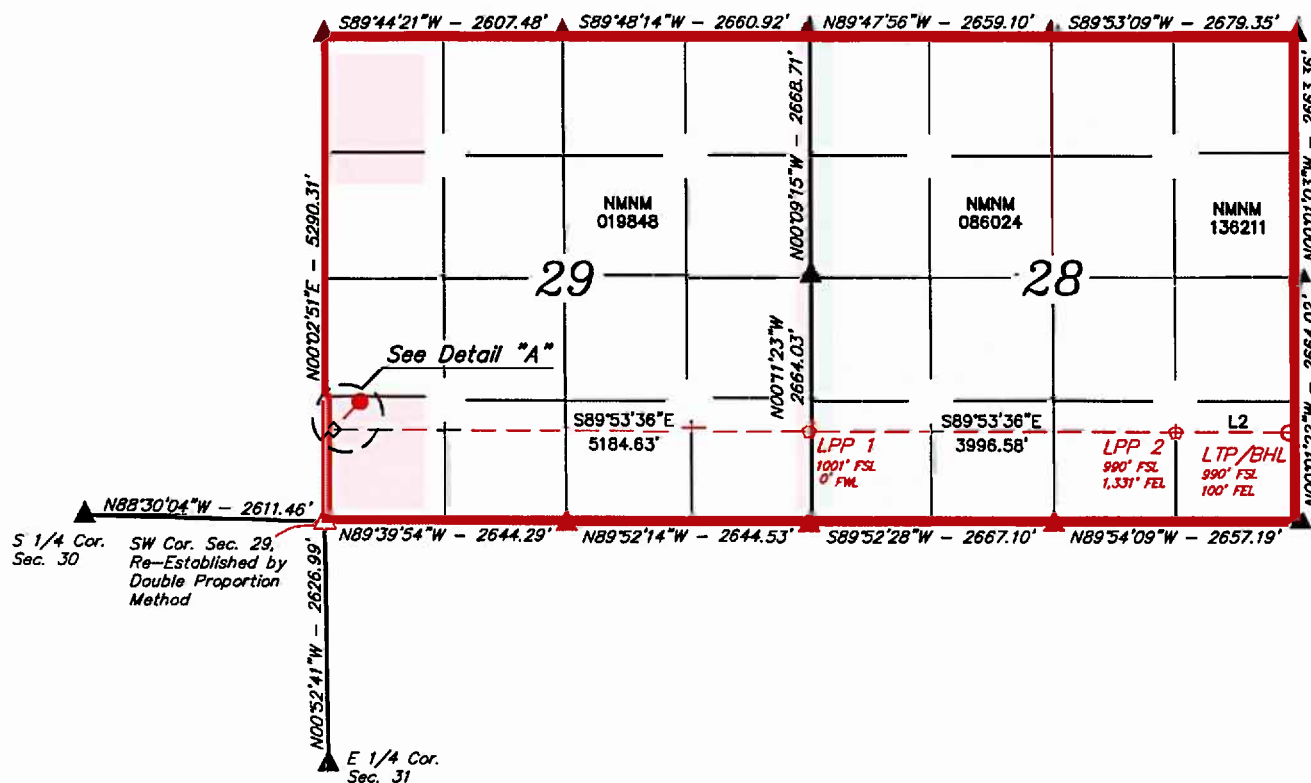 S89°44'21"W - 2607.48'
S89°48'14"W - 2660.92'
N89°47'56"W - 2659.10'
S89°53'09"W - 2679.35'
N00°02'51"E - 5290.31'
N00°09'15"W - 2668.71'
N00°01'03"W - 2663.36'
NMNM
019848
NMNM
086024
NMNM
136211
29
28
See Detail "A"
N00°11'23"W
2664.03'
S89°53'36"E
5184.63'
S89°53'36"E
3996.58'
L2
LPP 1
1001' FSL
0' FWL
LPP 2
990' FSL
1,331' FEL
LTP/BHL
990' FSL
100' FEL
N88°30'04"W - 2611.46'
N89°39'54"W - 2644.29'
N89°52'14"W - 2644.53'
S89°52'28"W - 2667.10'
N89°54'09"W - 2657.19'
S 1/4 Cor.
Sec. 30
SW Cor. Sec. 29,
Re-Established by
Double Proportion
Method
N00°52'41"W - 2626.99'
E 1/4 Cor.
Sec. 31